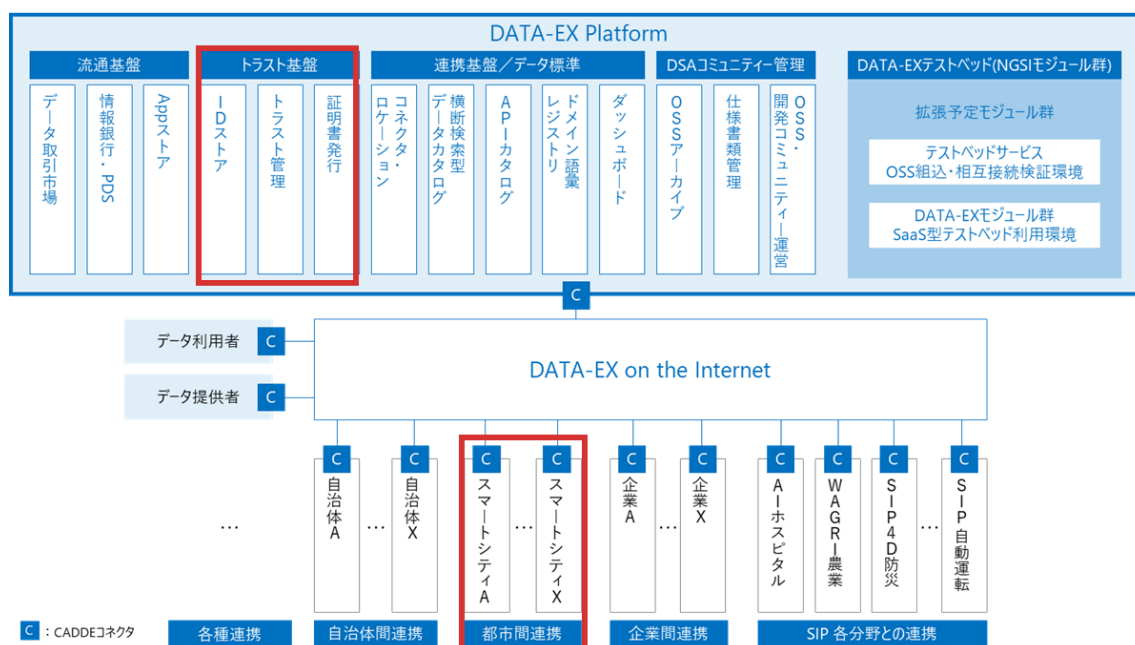 DATA-EX Platform
流通基盤
データ取引市場
情報銀行・PDS
Appストア
トラスト基盤
IDストア
トラスト管理
証明書発行
連携基盤／データ標準
コネクタ・
ロケーション
横断検索型
データカタログ
APIカタログ
ドメイン語彙
レジストリ
ダッシュボード
DSAコミュニティー管理
OSSアーカイブ
仕様書類管理
OSS・
開発コミュニティー運営
DATA-EXテストベッド(NGSIモジュール群)
拡張予定モジュール群
テストベッドサービス
OSS組込・相互接続検証環境
DATA-EXモジュール群
SaaS型テストベッド利用環境
C
データ利用者 C
データ提供者 C
DATA-EX on the Internet
C C C C C C C C C C
...
自治体A
...
自治体X
スマートシティA
...
スマートシティX
企業A
...
企業X
AIホスピタル
WAGRI農業
SIP4D防災
...
SIP自動運転
C ：CADDEコネクタ
各種連携
自治体間連携
都市間連携
企業間連携
SIP 各分野との連携